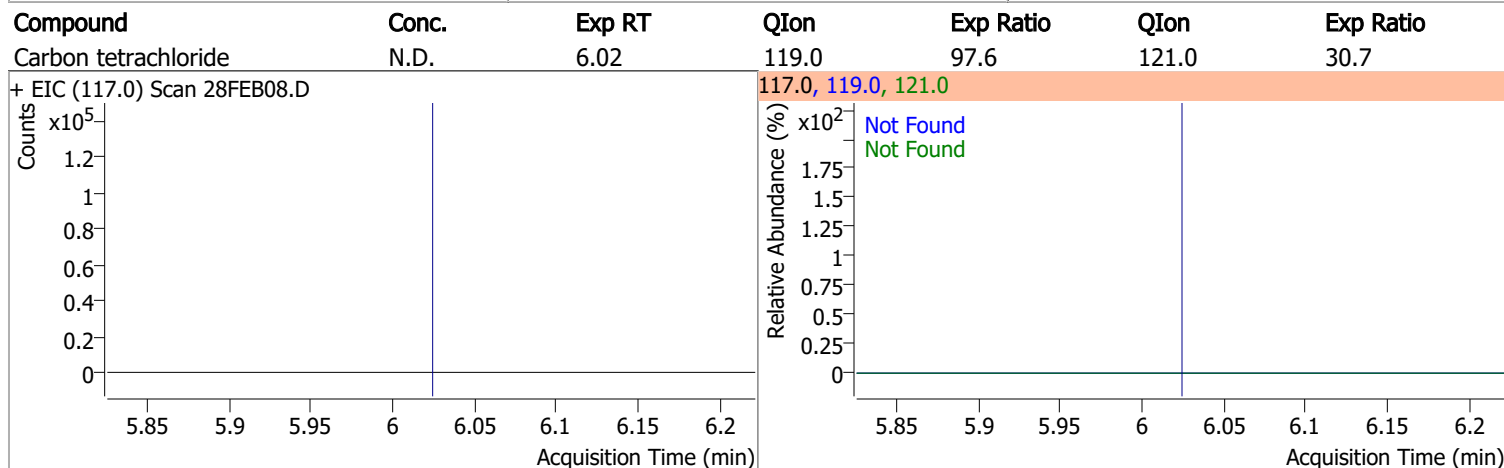 Compound Conc. Exp RT QIon Exp Ratio QIon Exp Ratio
Carbon tetrachloride N.D. 6.02 119.0 97.6 121.0 30.7
+ EIC (117.0) Scan 28FEB08.D
Counts
x10^5
1.2
1
0.8
0.6
0.4
0.2
0
5.85 5.9 5.95 6 6.05 6.1 6.15 6.2
Acquisition Time (min)
117.0, 119.0, 121.0
Relative Abundance (%)
x10^2
Not Found
Not Found
1.75
1.5
1.25
1
0.75
0.5
0.25
0
5.85 5.9 5.95 6 6.05 6.1 6.15 6.2
Acquisition Time (min)